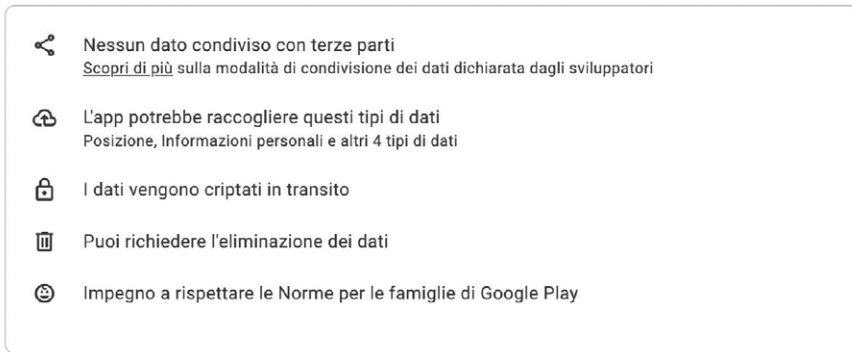 Nessun dato condiviso con terze parti
Scopri di più sulla modalità di condivisione dei dati dichiarata dagli sviluppatori
L'app potrebbe raccogliere questi tipi di dati
Posizione, Informazioni personali e altri 4 tipi di dati
I dati vengono criptati in transito
Puoi richiedere l'eliminazione dei dati
Impegno a rispettare le Norme per le famiglie di Google Play